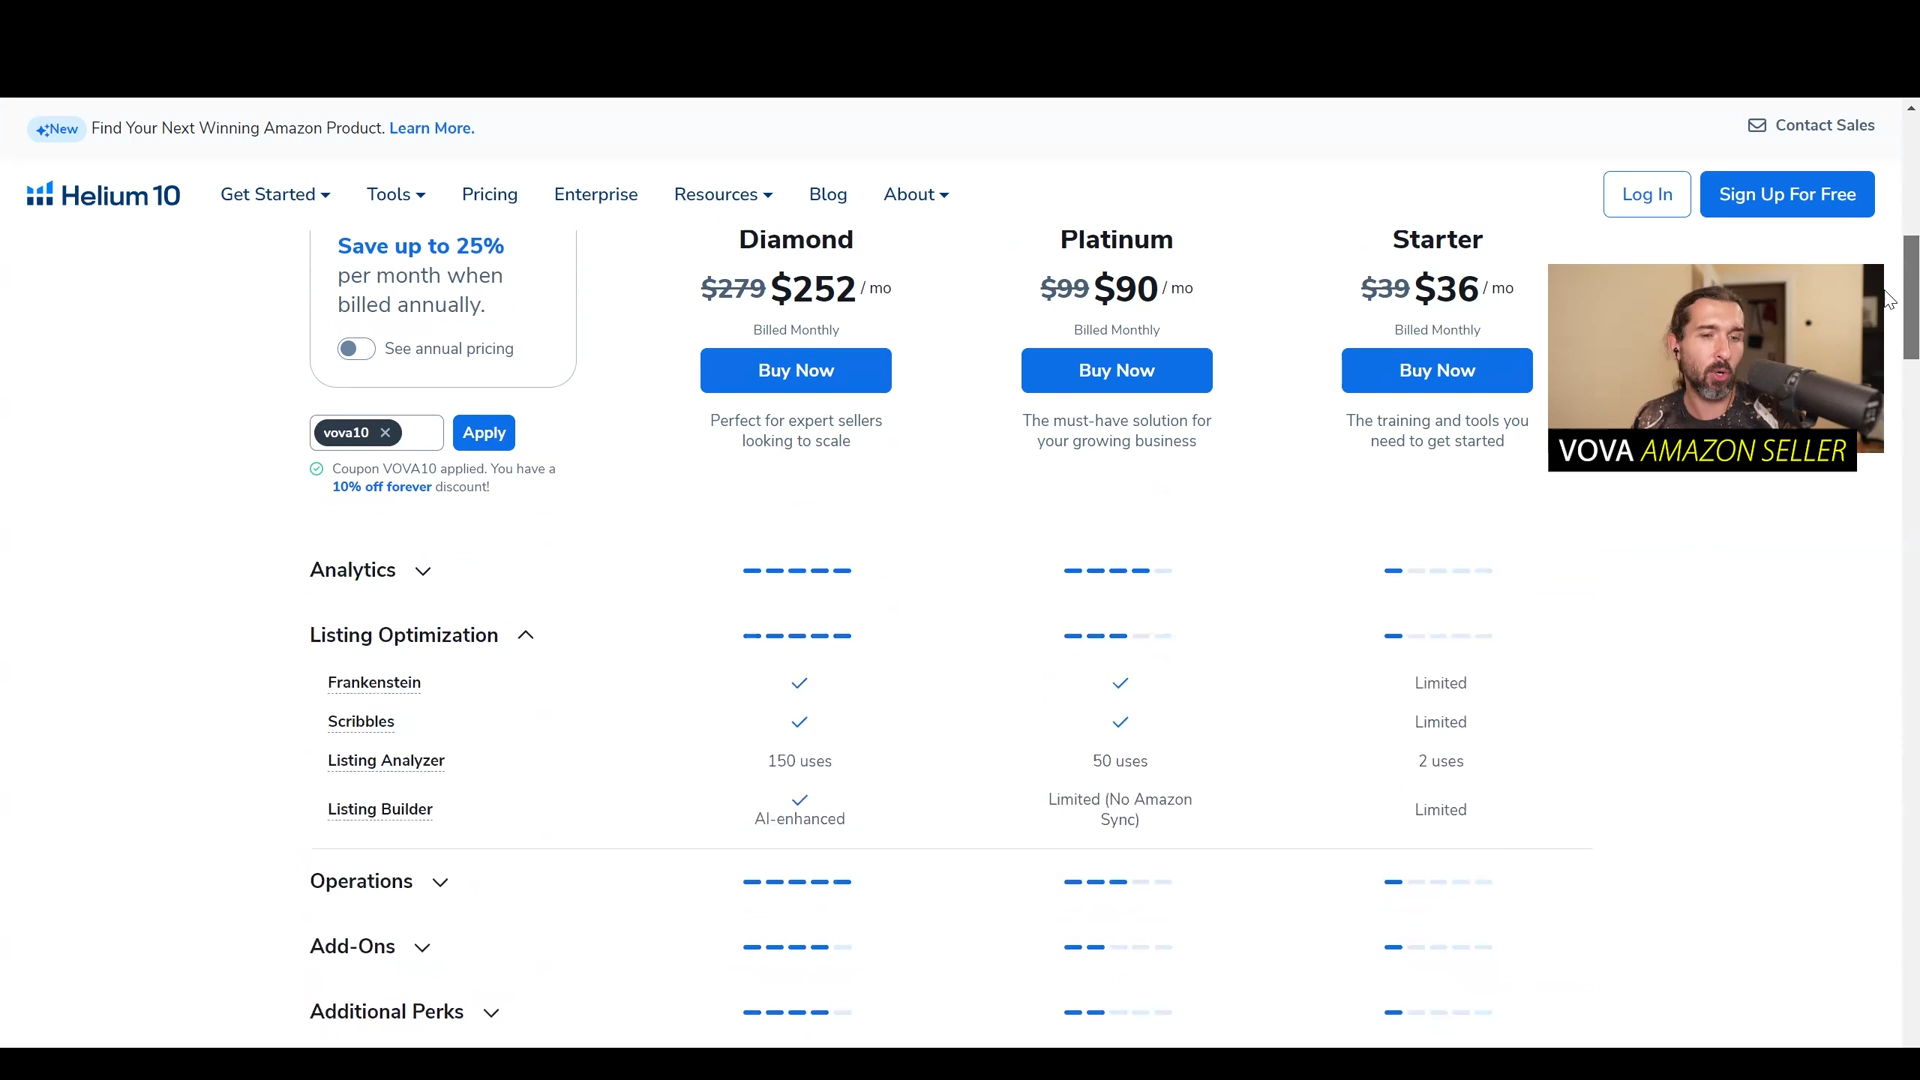 New Find Your Next Winning Amazon Product. Learn More.
Contact Sales
Helium 10
Get Started
Tools
Pricing
Enterprise
Resources
Blog
About
Log In
Sign Up For Free
Save up to 25%
per month when
billed annually.
See annual pricing
vova10
Apply
Coupon VOVA10 applied. You have a
10% off forever discount!
Diamond
$279 $252 / mo
Billed Monthly
Buy Now
Perfect for expert sellers
looking to scale
Platinum
$99 $90 / mo
Billed Monthly
Buy Now
The must-have solution for
your growing business
Starter
$39 $36 / mo
Billed Monthly
Buy Now
The training and tools you
need to get started
VOVA AMAZON SELLER
Analytics
Listing Optimization
Frankenstein
Limited
Scribbles
Limited
Listing Analyzer
150 uses
50 uses
2 uses
Listing Builder
AI-enhanced
Limited (No Amazon
Sync)
Limited
Operations
Add-Ons
Additional Perks